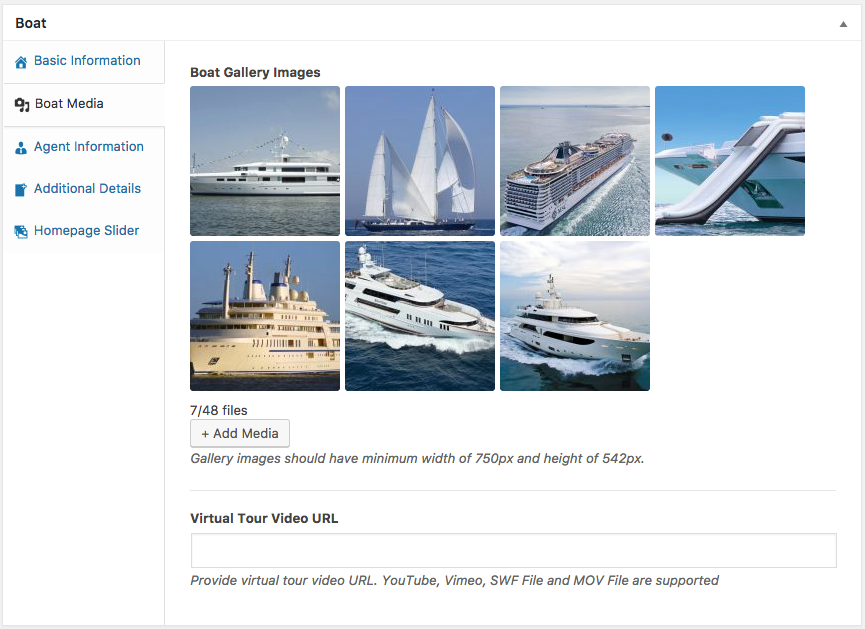 Boat
Basic Information
Boat Media
Agent Information
Additional Details
Homepage Slider
Boat Gallery Images
7/48 files
+ Add Media
Gallery images should have minimum width of 750px and height of 542px.
Virtual Tour Video URL
Provide virtual tour video URL. YouTube, Vimeo, SWF File and MOV File are supported